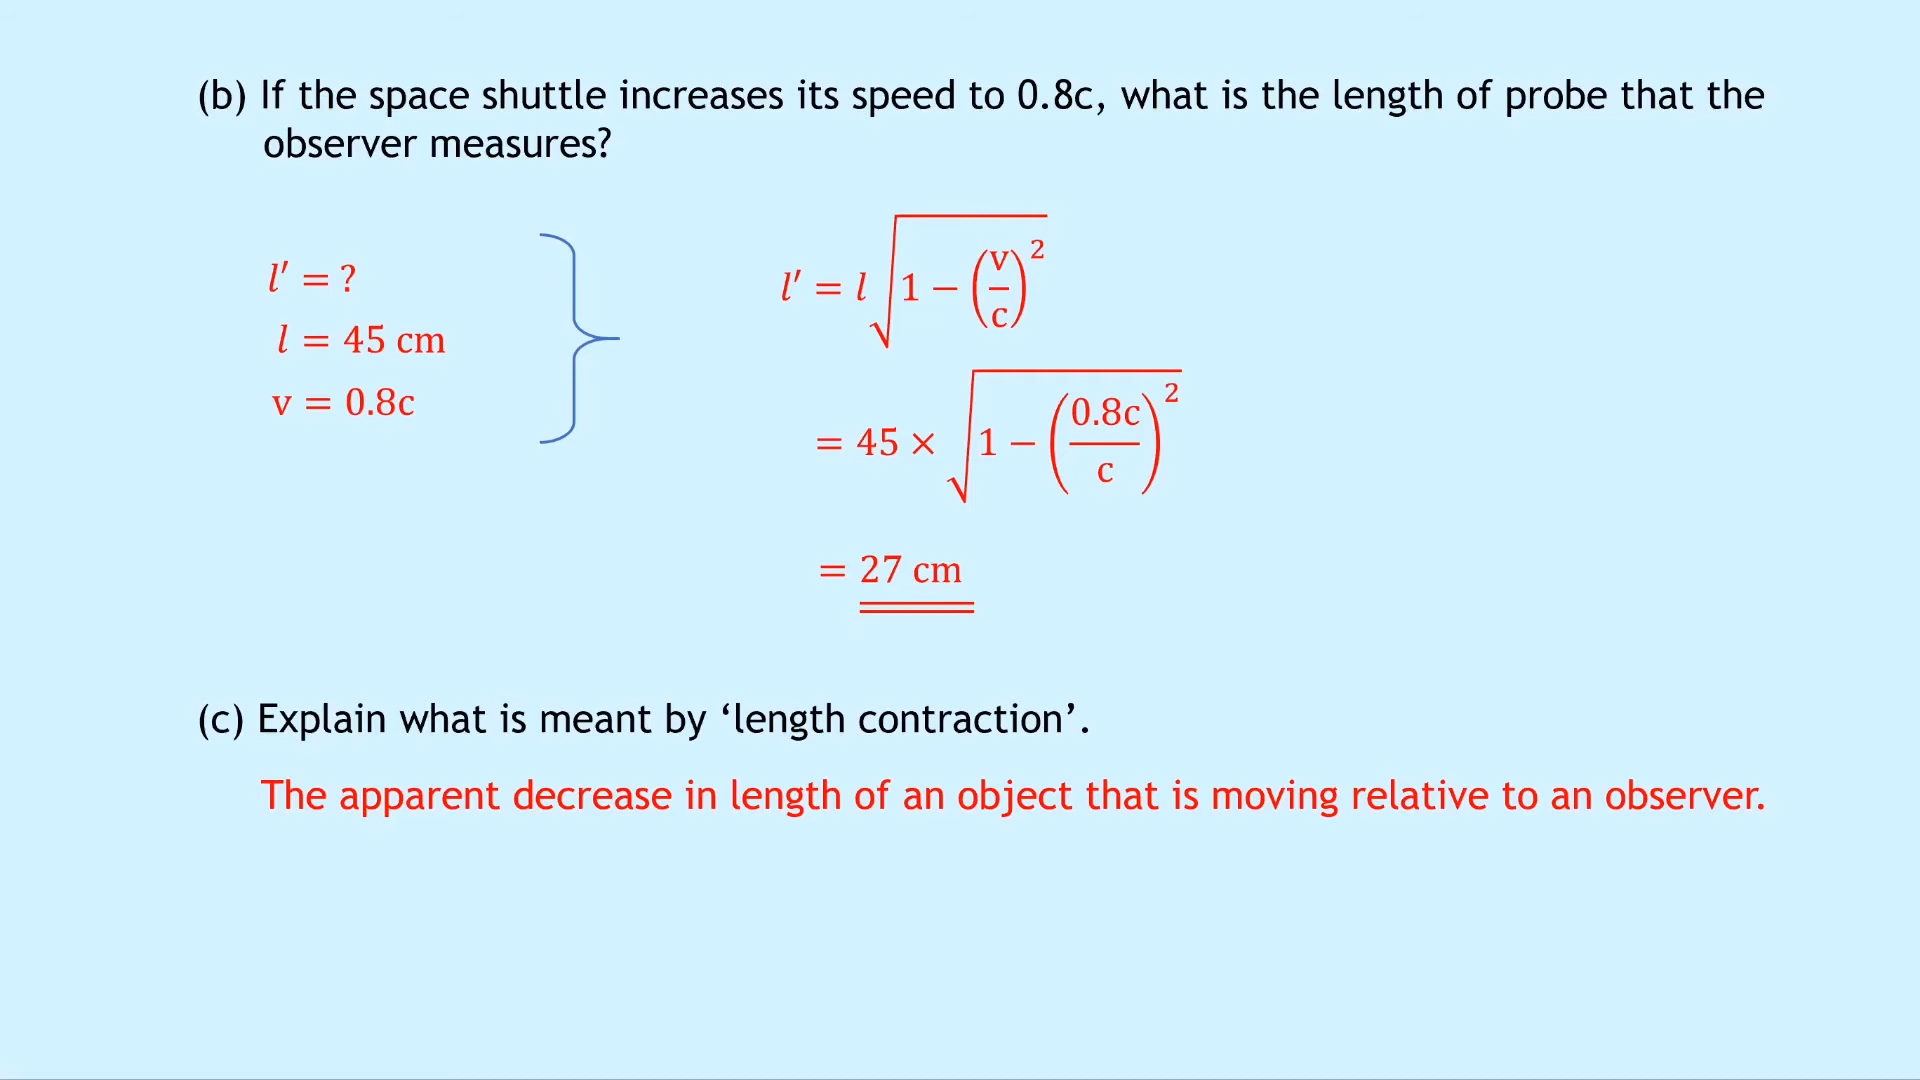 (b) If the space shuttle increases its speed to 0.8c, what is the length of probe that the
observer measures?
l′ = ?
l = 45 cm
v = 0.8c
l′ = l√(1 − (v/c)²)
= 45 × √(1 − (0.8c/c)²)
= 27 cm
(c) Explain what is meant by ‘length contraction’.
The apparent decrease in length of an object that is moving relative to an observer.